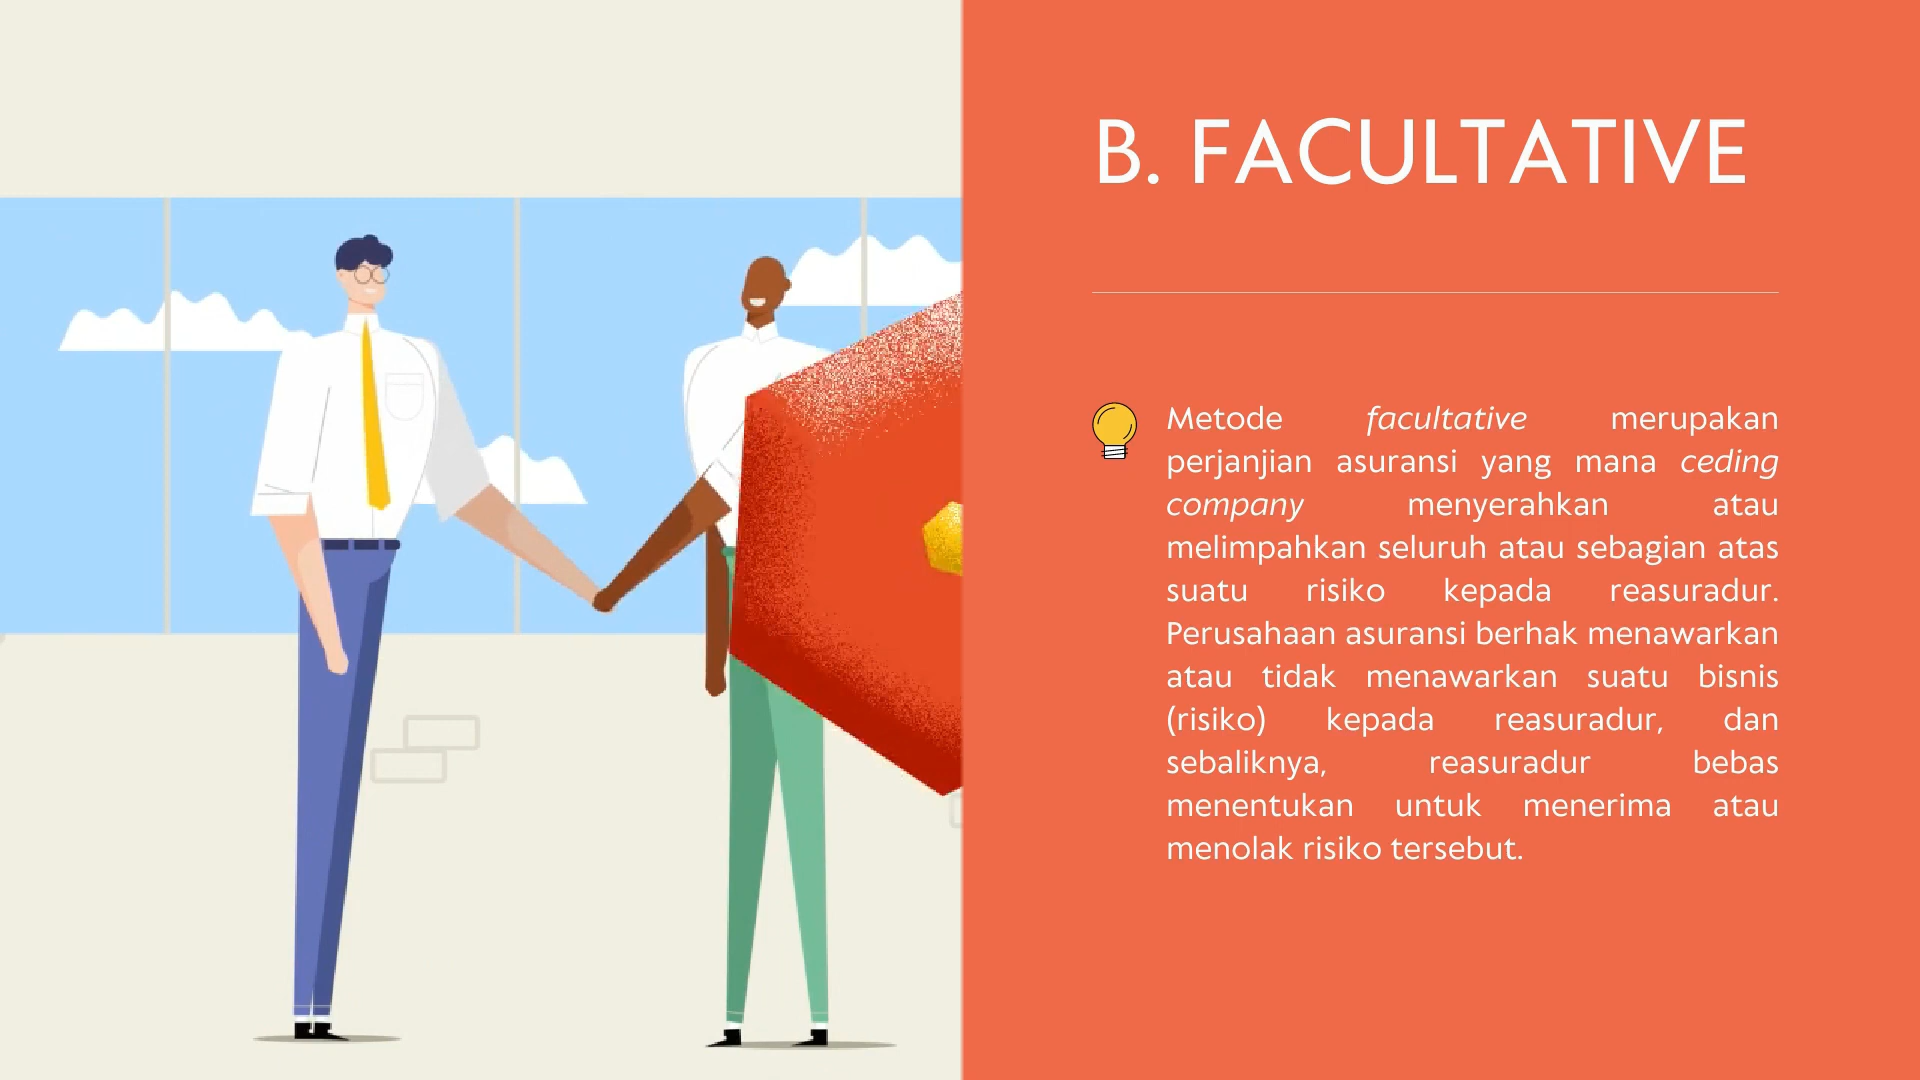 B. FACULTATIVE
Metode facultative merupakan
perjanjian asuransi yang mana ceding
company menyerahkan atau
melimpahkan seluruh atau sebagian atas
suatu risiko kepada reasuradur.
Perusahaan asuransi berhak menawarkan
atau tidak menawarkan suatu bisnis
(risiko) kepada reasuradur, dan
sebaliknya, reasuradur bebas
menentukan untuk menerima atau
menolak risiko tersebut.